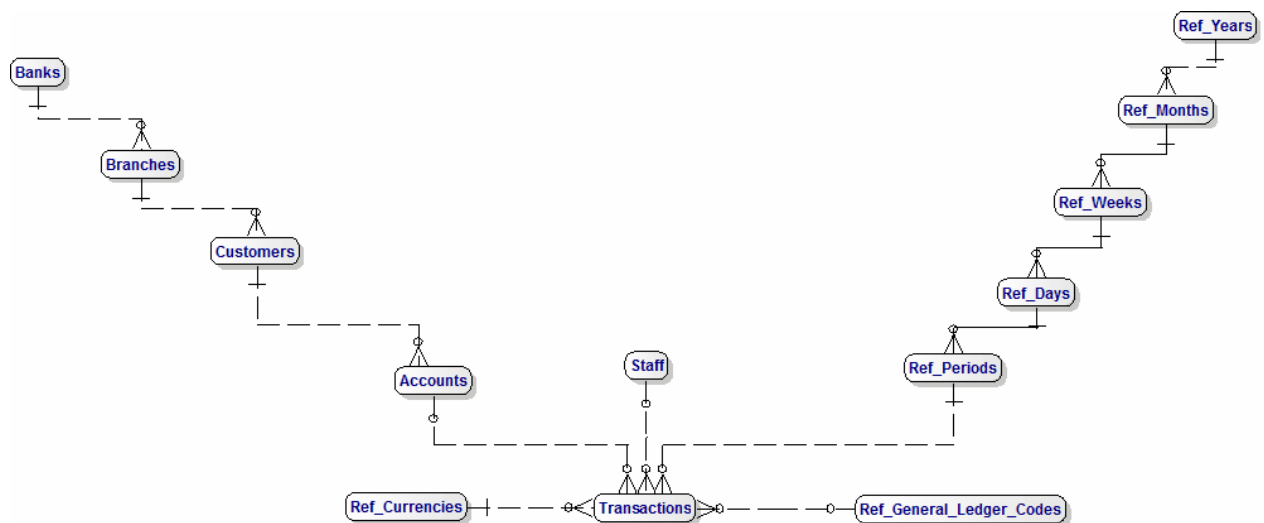 Ref_Years
Banks
Ref_Months
Branches
Ref_Weeks
Customers
Ref_Days
Staff
Ref_Periods
Accounts
Ref_Currencies
Transactions
Ref_General_Ledger_Codes